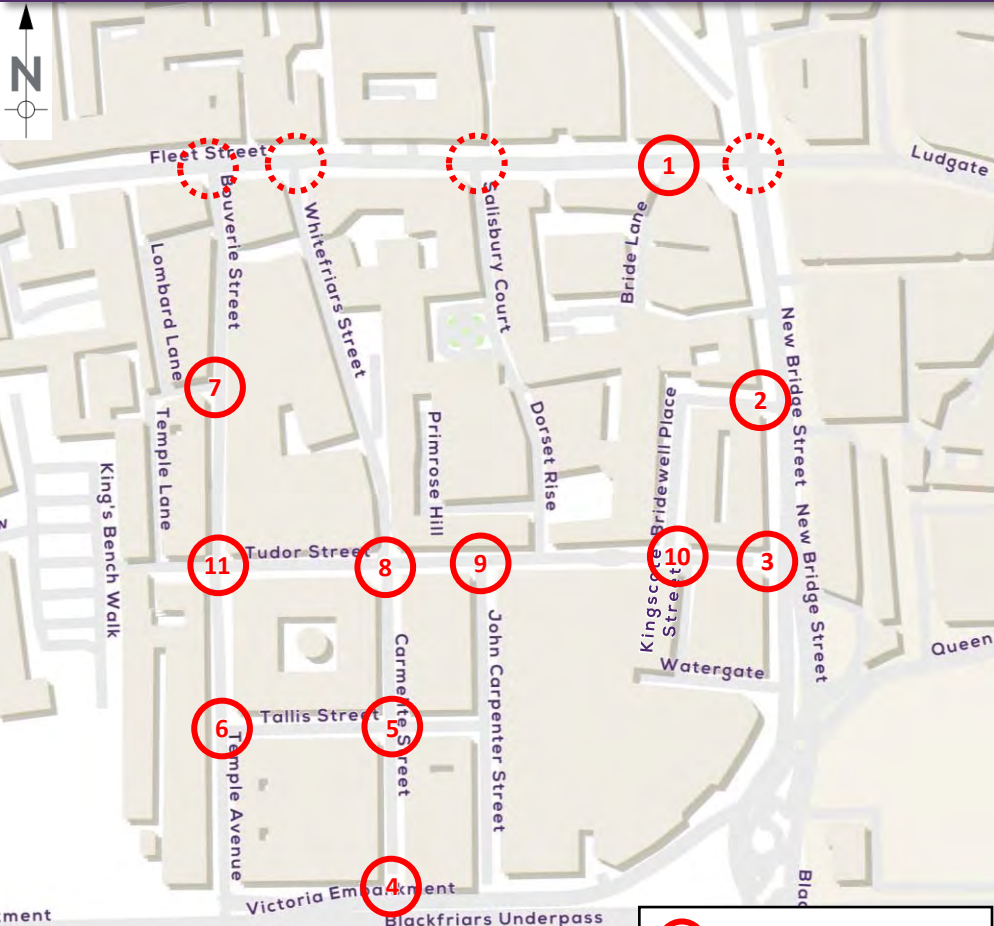 N
Fleet Street
1
Ludgate
Bouverie Street
Whitefriars Street
Salisbury Court
Bride Lane
Lombard Lane
New Bridge Street
7
2
Temple Lane
Primrose Hill
Dorset Rise
Bridewell Place
King's Bench Walk
w
New Bridge Street
Tudor Street
11
8
9
10
3
Kingscote
Street
John Carpenter Street
Carmelite Street
Watergate
Queen
Tallis Street
6
5
Temple Avenue
4
Victoria Embankment
Blac
ment
Blackfriars Underpass